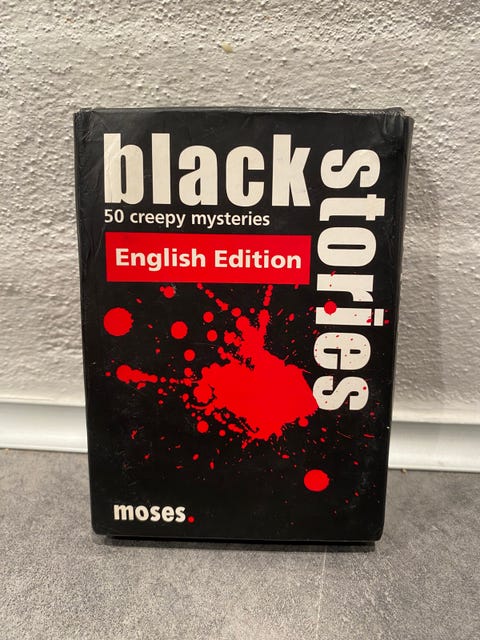 black
stories
50 creepy mysteries
English Edition
moses.